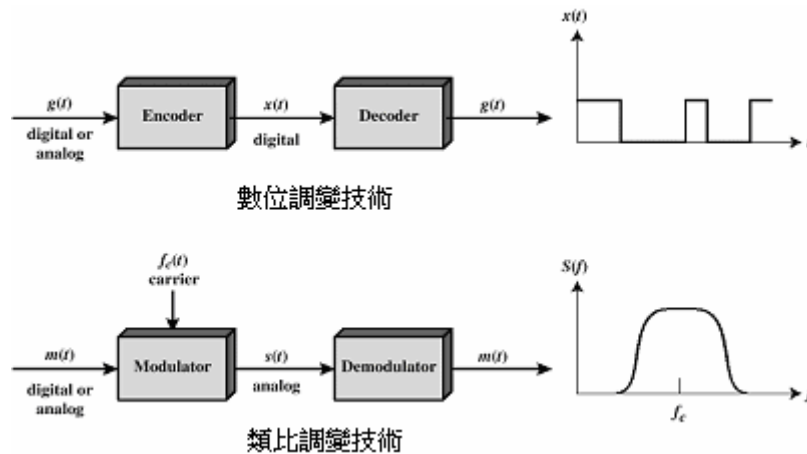 x(t)
g(t)
digital or
analog
Encoder
x(t)
digital
Decoder
g(t)
數位調變技術
fc(t)
carrier
S(f)
m(t)
digital or
analog
Modulator
s(t)
analog
Demodulator
m(t)
fc
類比調變技術